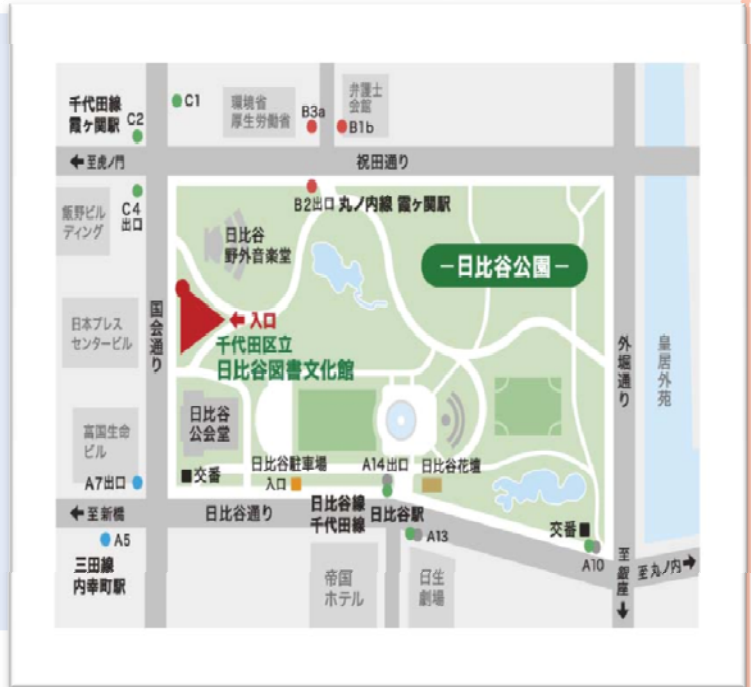 千代田線
霞ヶ関駅
C2
C1
環境省
厚生労働省
B3a
弁護士
会館
B1b
←至虎ノ門
祝田通り
飯野ビル
ディング
C4
出口
B2出口 丸ノ内線 霞ヶ関駅
日比谷
野外音楽堂
－日比谷公園－
日本プレス
センタービル
国会通り
←入口
千代田区立
日比谷図書文化館
外堀通り
皇居外苑
富国生命
ビル
日比谷
公会堂
A7出口
■交番
日比谷駐車場
入口
A14出口
日比谷花壇
←至新橋
日比谷通り
日比谷線
千代田線
日比谷駅
A13
交番■
A10
A5
三田線
内幸町駅
帝国
ホテル
日生
劇場
至銀座→
至丸ノ内→